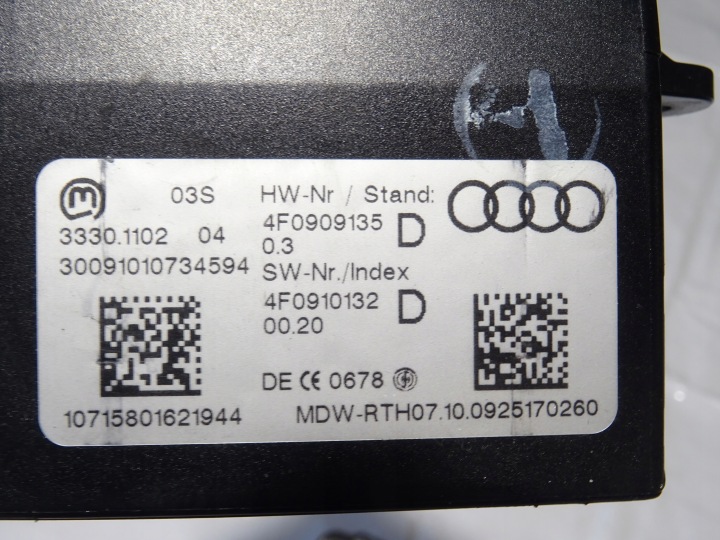 03S HW-Nr / Stand:
3330.1102 04 4F0909135 D
0.3
30091010734594 SW-Nr./Index
4F0910132 D
00.20
DE CE 0678
10715801621944 MDW-RTH07.10.0925170260